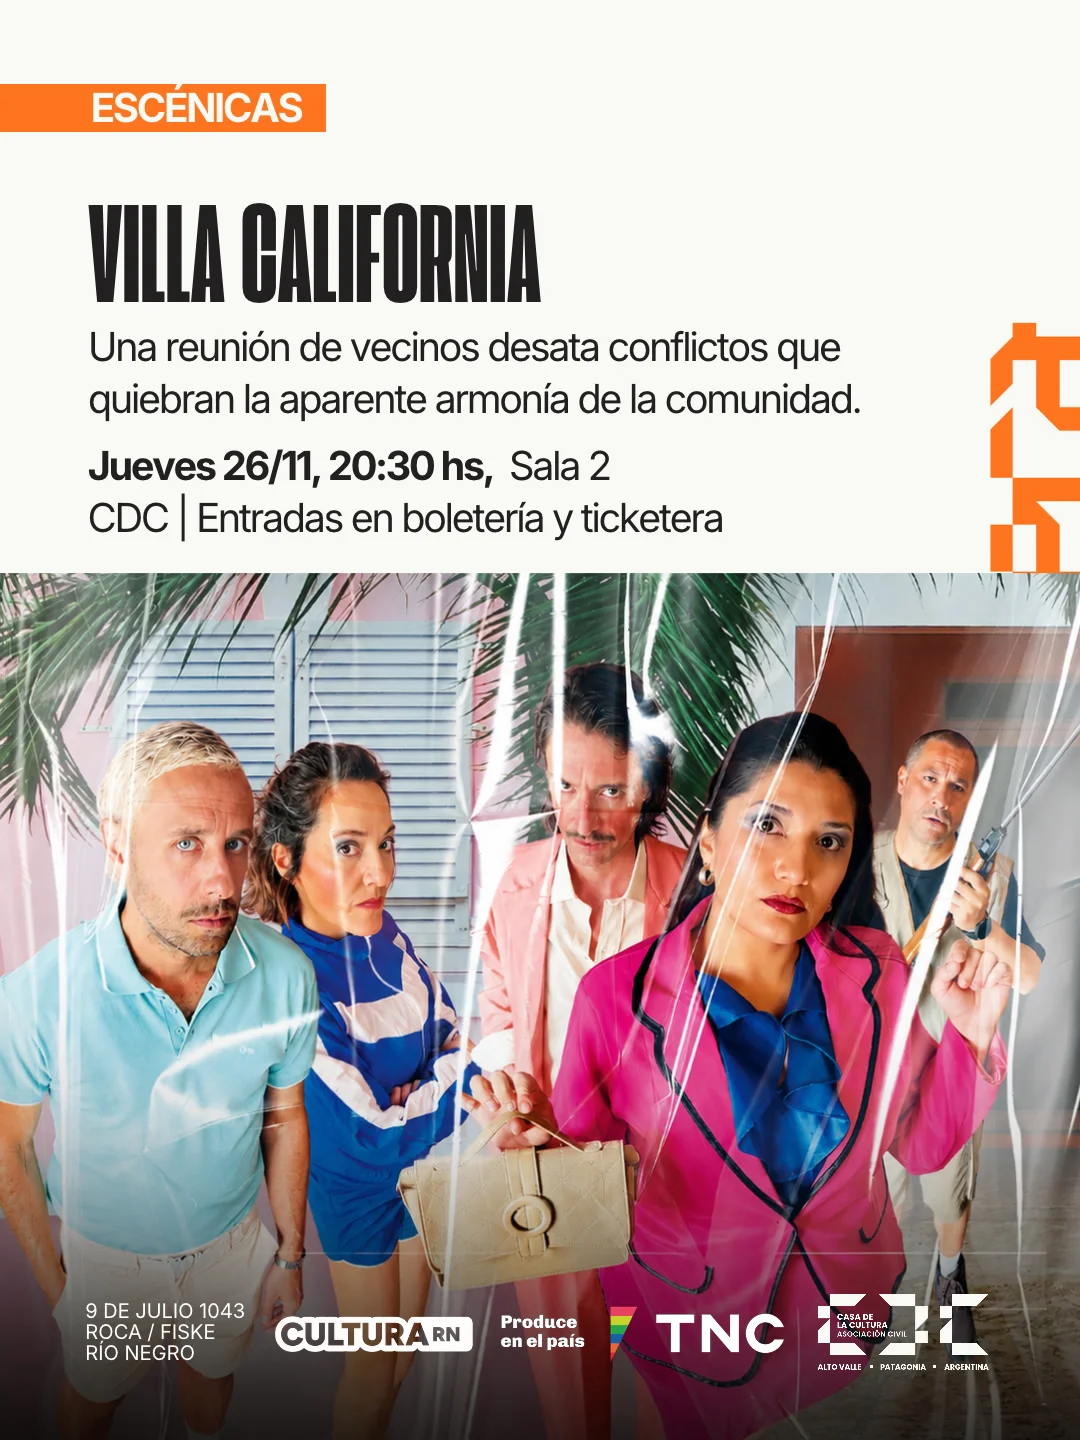 ESCÉNICAS
VILLA CALIFORNIA
Una reunión de vecinos desata conflictos que
quiebran la aparente armonía de la comunidad.
Jueves 26/11, 20:30 hs, Sala 2
CDC | Entradas en boletería y ticketera
9 DE JULIO 1043
ROCA / FISKE
RÍO NEGRO
CULTURA RN
Produce
en el país
TNC
CASA DE
LA CULTURA
ASOCIACIÓN CIVIL
ALTO VALLE • PATAGONIA • ARGENTINA